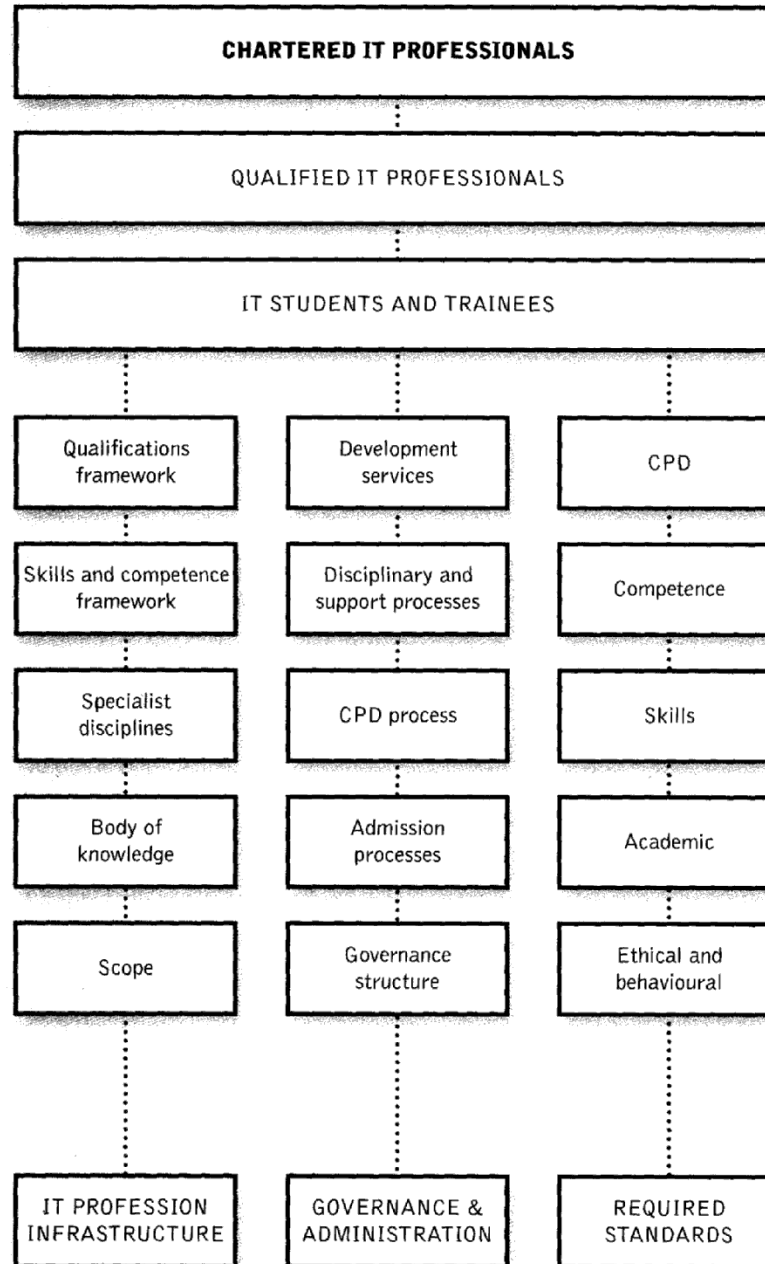 CHARTERED IT PROFESSIONALS
QUALIFIED IT PROFESSIONALS
IT STUDENTS AND TRAINEES
Qualifications
framework
Development
services
CPD
Skills and competence
framework
Disciplinary and
support processes
Competence
Specialist
disciplines
CPD process
Skills
Body of
knowledge
Admission
processes
Academic
Scope
Governance
structure
Ethical and
behavioural
IT PROFESSION
INFRASTRUCTURE
GOVERNANCE &
ADMINISTRATION
REQUIRED
STANDARDS